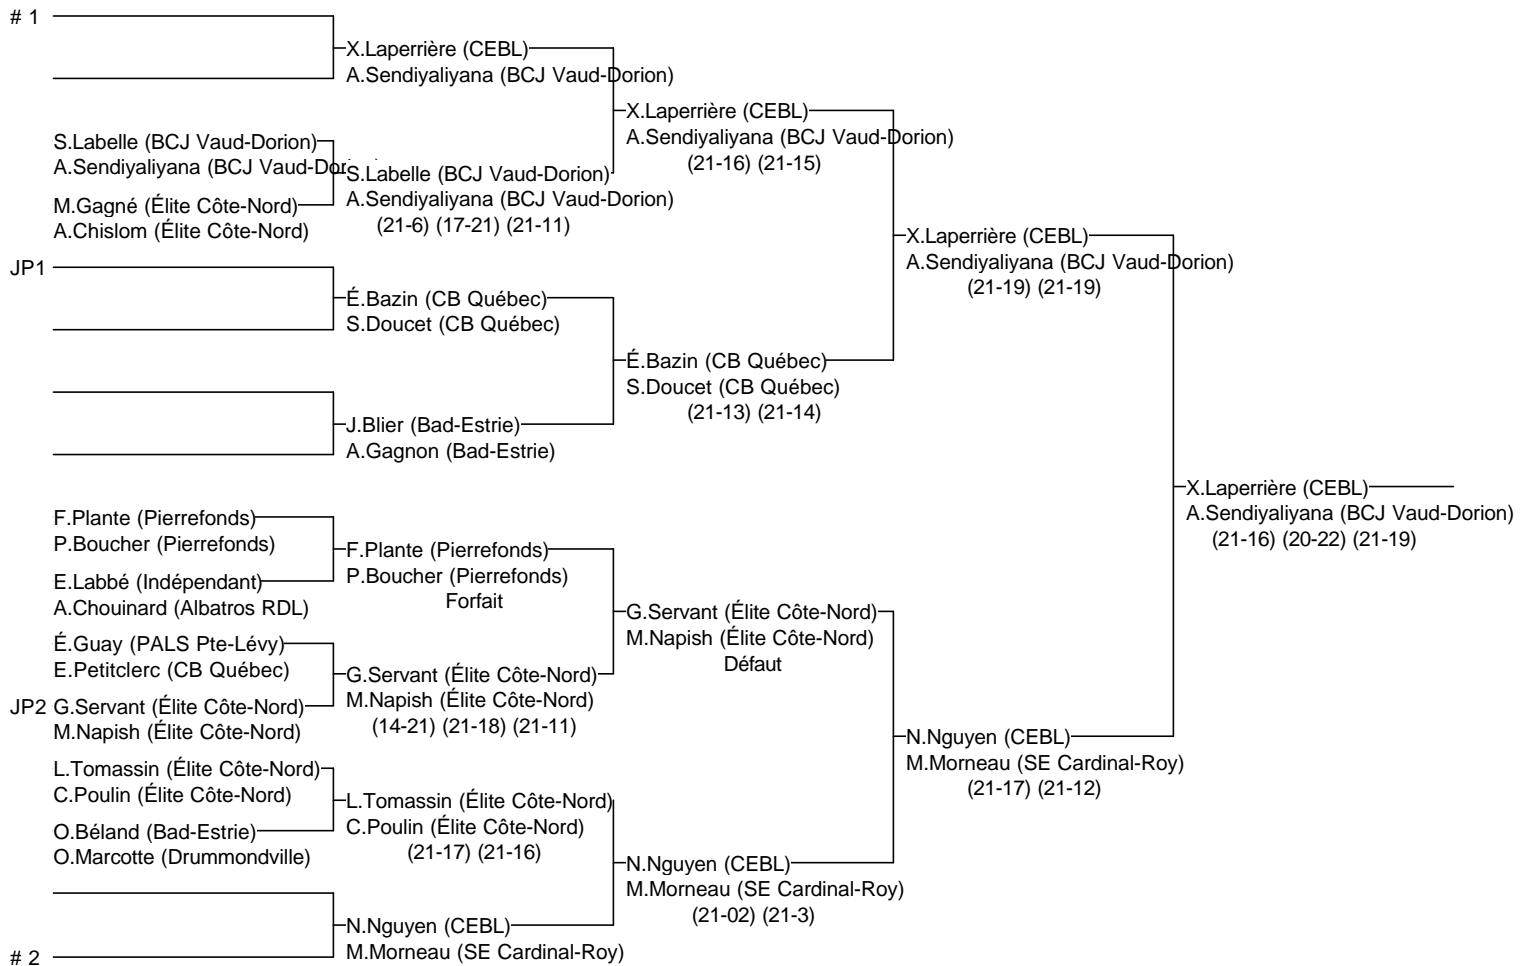 # 1
X.Laperrière (CEBL)
A.Sendiyaliyana (BCJ Vaud-Dorion)
S.Labelle (BCJ Vaud-Dorion)
A.Sendiyaliyana (BCJ Vaud-Dor
M.Gagné (Élite Côte-Nord)
A.Chislom (Élite Côte-Nord)
S.Labelle (BCJ Vaud-Dorion)
A.Sendiyaliyana (BCJ Vaud-Dorion)
(21-6) (17-21) (21-11)
X.Laperrière (CEBL)
A.Sendiyaliyana (BCJ Vaud-Dorion)
(21-16) (21-15)
JP1
É.Bazin (CB Québec)
S.Doucet (CB Québec)
J.Blier (Bad-Estrie)
A.Gagnon (Bad-Estrie)
É.Bazin (CB Québec)
S.Doucet (CB Québec)
(21-13) (21-14)
X.Laperrière (CEBL)
A.Sendiyaliyana (BCJ Vaud-Dorion)
(21-19) (21-19)
F.Plante (Pierrefonds)
P.Boucher (Pierrefonds)
E.Labbé (Indépendant)
A.Chouinard (Albatros RDL)
F.Plante (Pierrefonds)
P.Boucher (Pierrefonds)
Forfait
É.Guay (PALS Pte-Lévy)
E.Petitclerc (CB Québec)
JP2 G.Servant (Élite Côte-Nord)
M.Napish (Élite Côte-Nord)
G.Servant (Élite Côte-Nord)
M.Napish (Élite Côte-Nord)
(14-21) (21-18) (21-11)
G.Servant (Élite Côte-Nord)
M.Napish (Élite Côte-Nord)
Défaut
L.Tomassin (Élite Côte-Nord)
C.Poulin (Élite Côte-Nord)
O.Béland (Bad-Estrie)
O.Marcotte (Drummondville)
L.Tomassin (Élite Côte-Nord)
C.Poulin (Élite Côte-Nord)
(21-17) (21-16)
# 2
N.Nguyen (CEBL)
M.Morneau (SE Cardinal-Roy)
N.Nguyen (CEBL)
M.Morneau (SE Cardinal-Roy)
(21-02) (21-3)
N.Nguyen (CEBL)
M.Morneau (SE Cardinal-Roy)
(21-17) (21-12)
X.Laperrière (CEBL)
A.Sendiyaliyana (BCJ Vaud-Dorion)
(21-16) (20-22) (21-19)